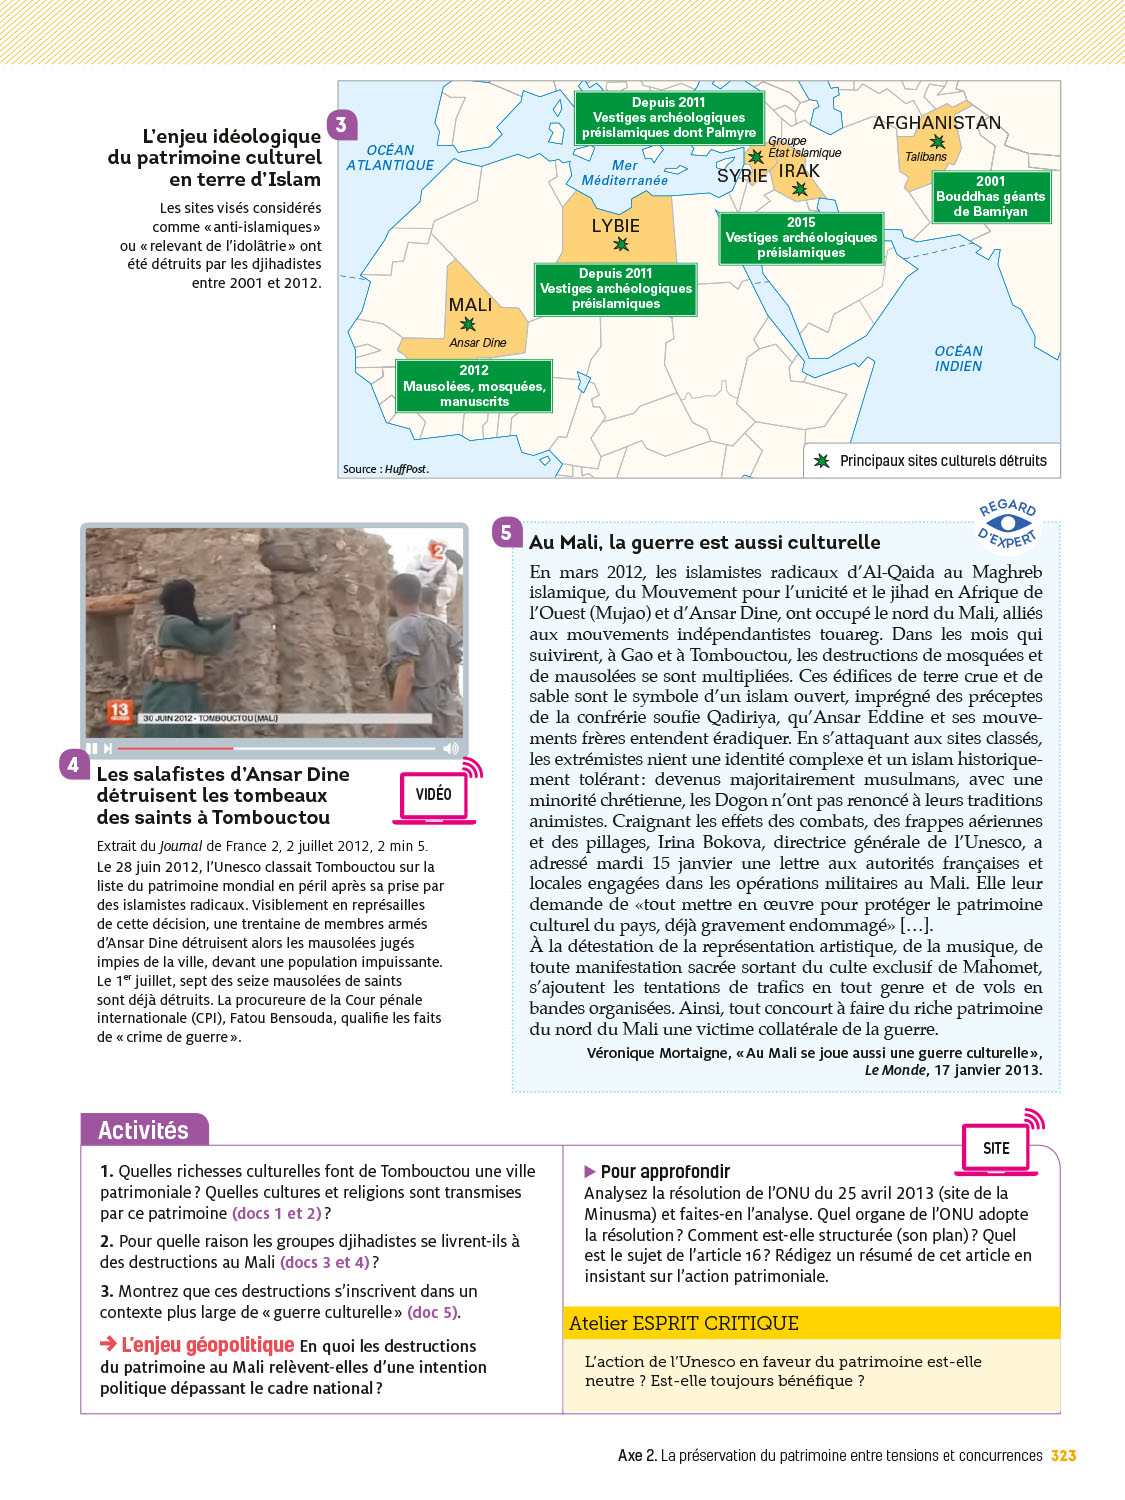 3
L'enjeu idéologique
du patrimoine culturel
en terre d'Islam
Les sites visés considérés
comme « anti-islamiques »
ou « relevant de l'idolâtrie » ont
été détruits par les djihadistes
entre 2001 et 2012.
OCÉAN
ATLANTIQUE
Mer
Méditerranée
Depuis 2011
Vestiges archéologiques
préislamiques dont Palmyre
Groupe
État islamique
SYRIE
IRAK
AFGHANISTAN
Talibans
2001
Bouddhas géants
de Bamiyan
2015
Vestiges archéologiques
préislamiques
LYBIE
Depuis 2011
Vestiges archéologiques
préislamiques
MALI
Ansar Dine
2012
Mausolées, mosquées,
manuscrits
OCÉAN
INDIEN
Source : HuffPost.
Principaux sites culturels détruits
2
13
HEURES
30 JUIN 2012 - TOMBOUCTOU (MALI)
4
Les salafistes d'Ansar Dine
détruisent les tombeaux
des saints à Tombouctou
VIDÉO
Extrait du Journal de France 2, 2 juillet 2012, 2 min 5.
Le 28 juin 2012, l'Unesco classait Tombouctou sur la
liste du patrimoine mondial en péril après sa prise par
des islamistes radicaux. Visiblement en représailles
de cette décision, une trentaine de membres armés
d'Ansar Dine détruisent alors les mausolées jugés
impies de la ville, devant une population impuissante.
Le 1er juillet, sept des seize mausolées de saints
sont déjà détruits. La procureure de la Cour pénale
internationale (CPI), Fatou Bensouda, qualifie les faits
de « crime de guerre ».
5
REGARD
D'EXPERT
Au Mali, la guerre est aussi culturelle
En mars 2012, les islamistes radicaux d'Al-Qaida au Maghreb
islamique, du Mouvement pour l'unicité et le jihad en Afrique de
l'Ouest (Mujao) et d'Ansar Dine, ont occupé le nord du Mali, alliés
aux mouvements indépendantistes touareg. Dans les mois qui
suivirent, à Gao et à Tombouctou, les destructions de mosquées et
de mausolées se sont multipliées. Ces édifices de terre crue et de
sable sont le symbole d'un islam ouvert, imprégné des préceptes
de la confrérie soufie Qadiriya, qu'Ansar Eddine et ses mouve-
ments frères entendent éradiquer. En s'attaquant aux sites classés,
les extrémistes nient une identité complexe et un islam historique-
ment tolérant : devenus majoritairement musulmans, avec une
minorité chrétienne, les Dogon n'ont pas renoncé à leurs traditions
animistes. Craignant les effets des combats, des frappes aériennes
et des pillages, Irina Bokova, directrice générale de l'Unesco, a
adressé mardi 15 janvier une lettre aux autorités françaises et
locales engagées dans les opérations militaires au Mali. Elle leur
demande de «tout mettre en œuvre pour protéger le patrimoine
culturel du pays, déjà gravement endommagé» […].
À la détestation de la représentation artistique, de la musique, de
toute manifestation sacrée sortant du culte exclusif de Mahomet,
s'ajoutent les tentations de trafics en tout genre et de vols en
bandes organisées. Ainsi, tout concourt à faire du riche patrimoine
du nord du Mali une victime collatérale de la guerre.
Véronique Mortaigne, « Au Mali se joue aussi une guerre culturelle »,
Le Monde, 17 janvier 2013.
Activités
1. Quelles richesses culturelles font de Tombouctou une ville
patrimoniale ? Quelles cultures et religions sont transmises
par ce patrimoine (docs 1 et 2) ?
2. Pour quelle raison les groupes djihadistes se livrent-ils à
des destructions au Mali (docs 3 et 4) ?
3. Montrez que ces destructions s'inscrivent dans un
contexte plus large de « guerre culturelle » (doc 5).
→ L'enjeu géopolitique En quoi les destructions
du patrimoine au Mali relèvent-elles d'une intention
politique dépassant le cadre national ?
SITE
▶ Pour approfondir
Analysez la résolution de l'ONU du 25 avril 2013 (site de la
Minusma) et faites-en l'analyse. Quel organe de l'ONU adopte
la résolution ? Comment est-elle structurée (son plan) ? Quel
est le sujet de l'article 16 ? Rédigez un résumé de cet article en
insistant sur l'action patrimoniale.
Atelier ESPRIT CRITIQUE
L'action de l'Unesco en faveur du patrimoine est-elle
neutre ? Est-elle toujours bénéfique ?
Axe 2. La préservation du patrimoine entre tensions et concurrences 323